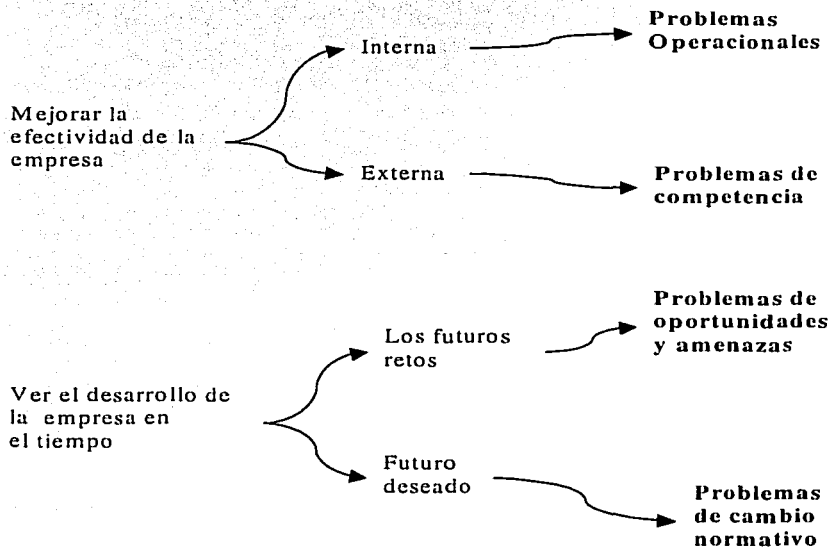 Mejorar la
efectividad de la
empresa
Interna
Problemas
Operacionales
Externa
Problemas de
competencia
Ver el desarrollo de
la empresa en
el tiempo
Los futuros
retos
Problemas de
oportunidades
y amenazas
Futuro
deseado
Problemas
de cambio
normativo